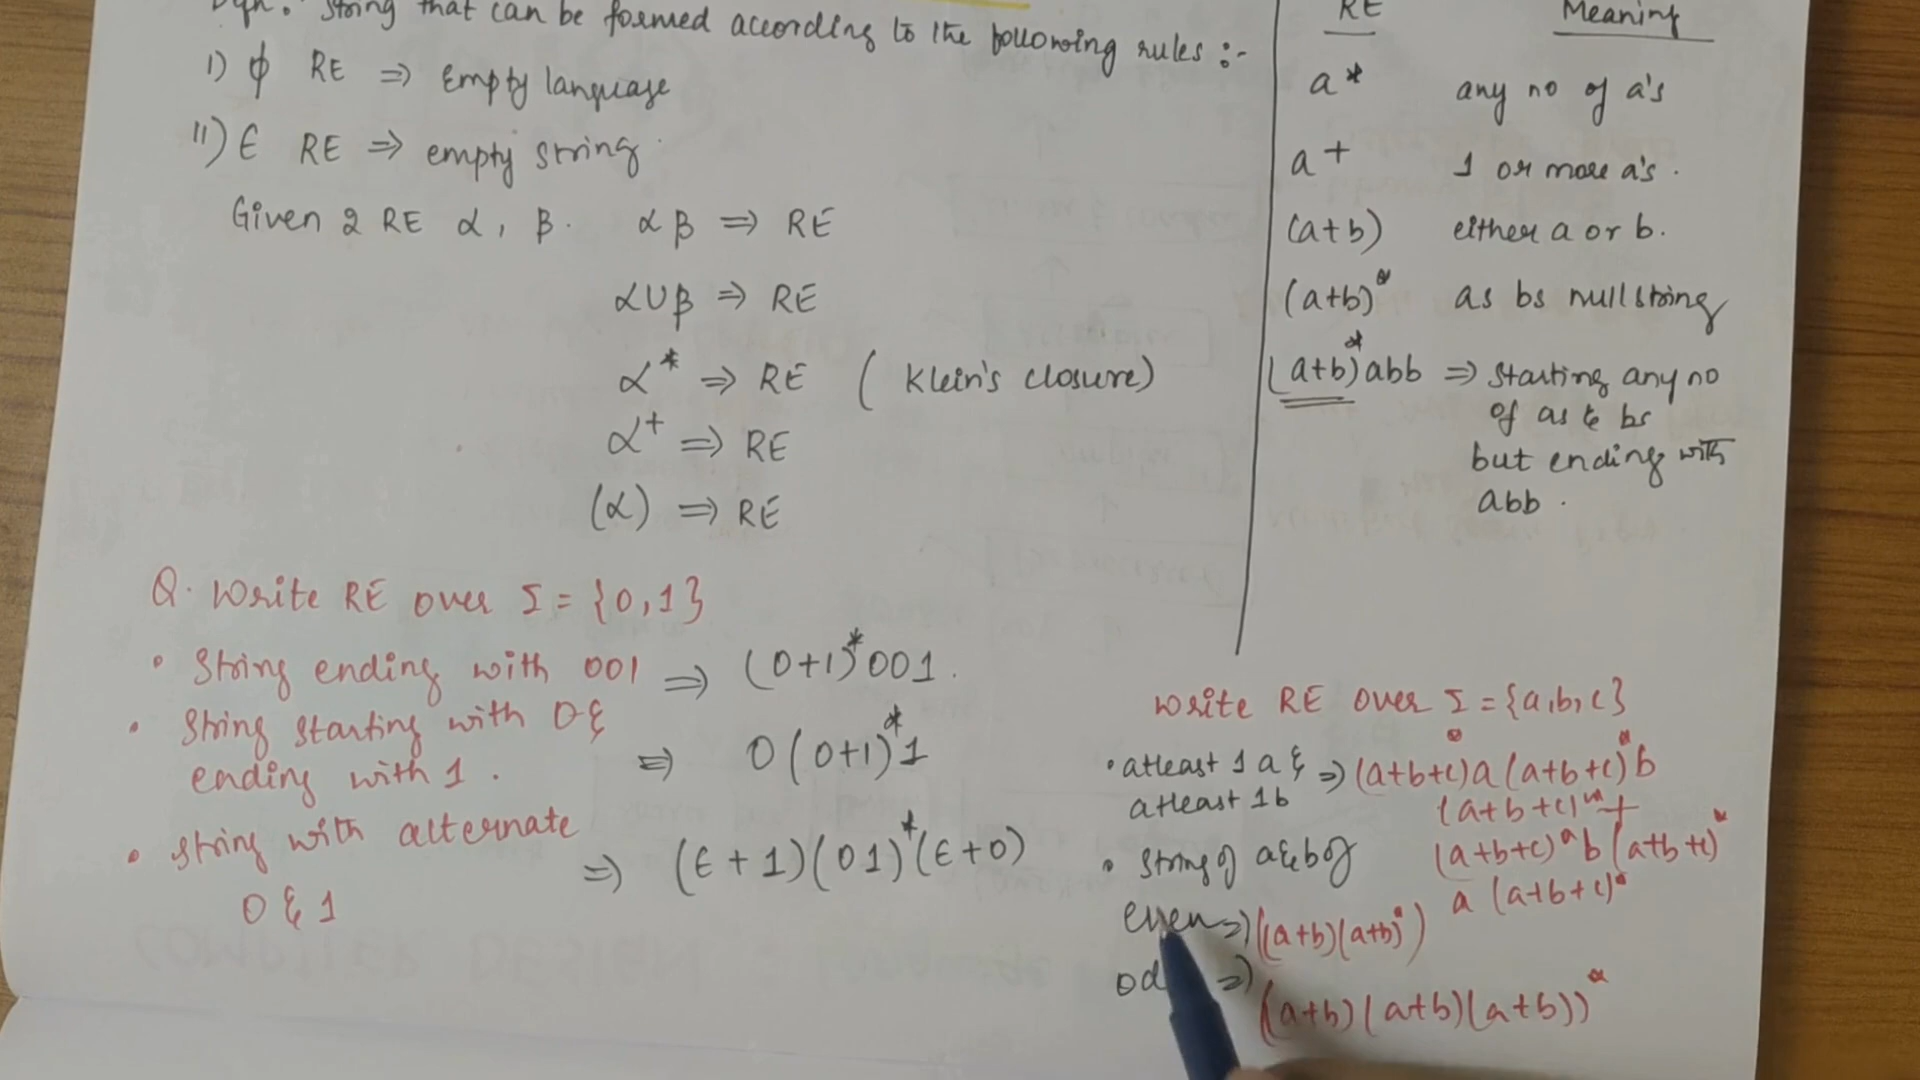 Defn. String that can be formed according to the following rules :-
i) ϕ RE ⇒ Empty language
ii) ∈ RE ⇒ empty string.
Given 2 RE α, β. αβ ⇒ RE
α∪β ⇒ RE
α* ⇒ RE ( Klein's closure)
α+ ⇒ RE
(α) ⇒ RE
RE Meaning
a* any no of a's
a+ 1 or more a's.
(a+b) either a or b.
(a+b)* as bs null string
(a+b)*abb ⇒ starting any no
of as & bs
but ending with
abb.
Q. Write RE over Σ = {0,1}
• String ending with 001 ⇒ (0+1)*001.
• String starting with 0 &
ending with 1. ⇒ 0(0+1)*1
• String with alternate
0 & 1 ⇒ (∈+1)(01)*(∈+0)
Write RE over Σ = {a,b,c}
• atleast 1 a & ⇒ (a+b+c)*a(a+b+c)*b
atleast 1b (a+b+c)*+
(a+b+c)*b(a+b+c)*
a(a+b+c)*
• String of a&b of
even ⇒ ((a+b)(a+b)*)
⇒ (a+b)(a+b)(a+b))*